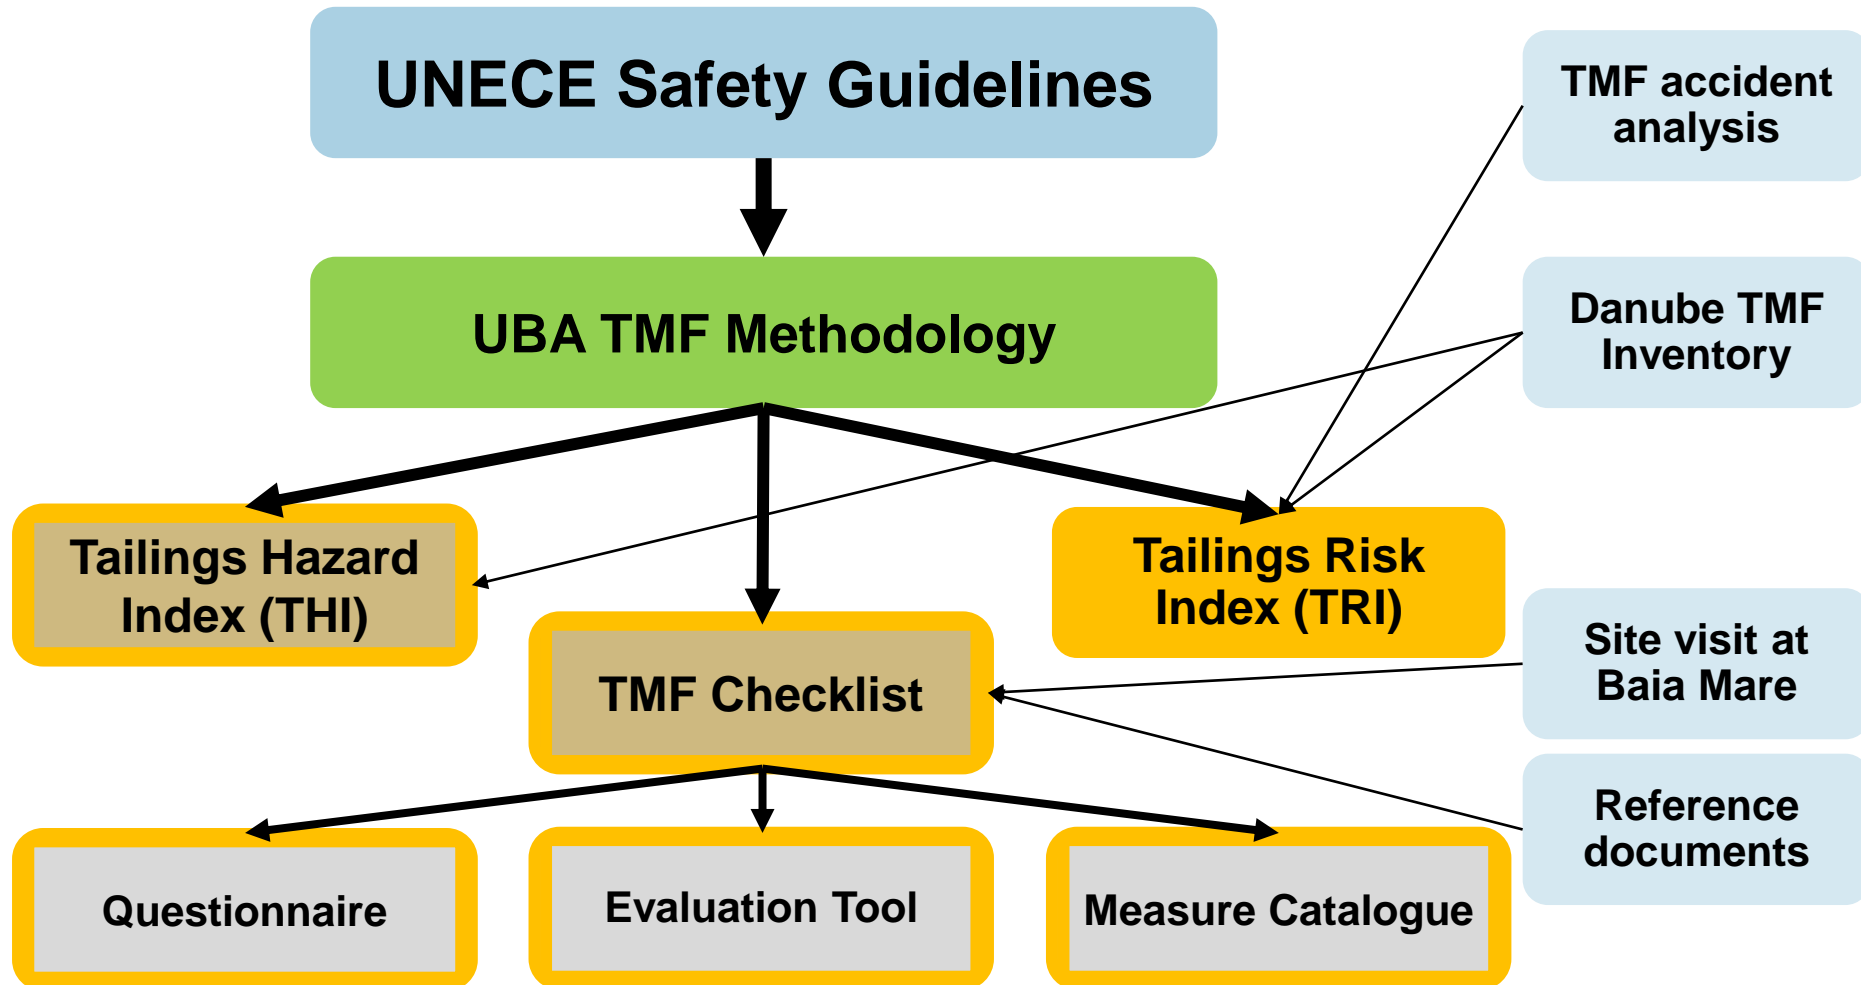 UNECE Safety Guidelines
TMF accident
analysis
UBA TMF Methodology
Danube TMF
Inventory
Tailings Hazard
Index (THI)
Tailings Risk
Index (TRI)
TMF Checklist
Site visit at
Baia Mare
Reference
documents
Questionnaire
Evaluation Tool
Measure Catalogue